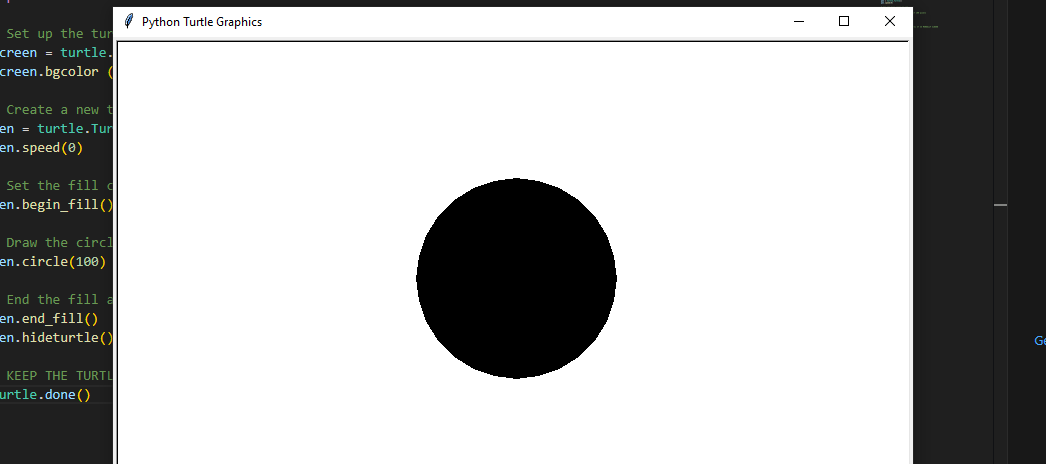 Python Turtle Graphics
Set up the tur
creen = turtle.
creen.bgcolor (
Create a new t
en = turtle.Tur
en.speed(0)
Set the fill c
en.begin_fill()
Draw the circl
en.circle(100)
End the fill a
en.end_fill()
en.hideturtle()
KEEP THE TURTL
urtle.done()
Ge